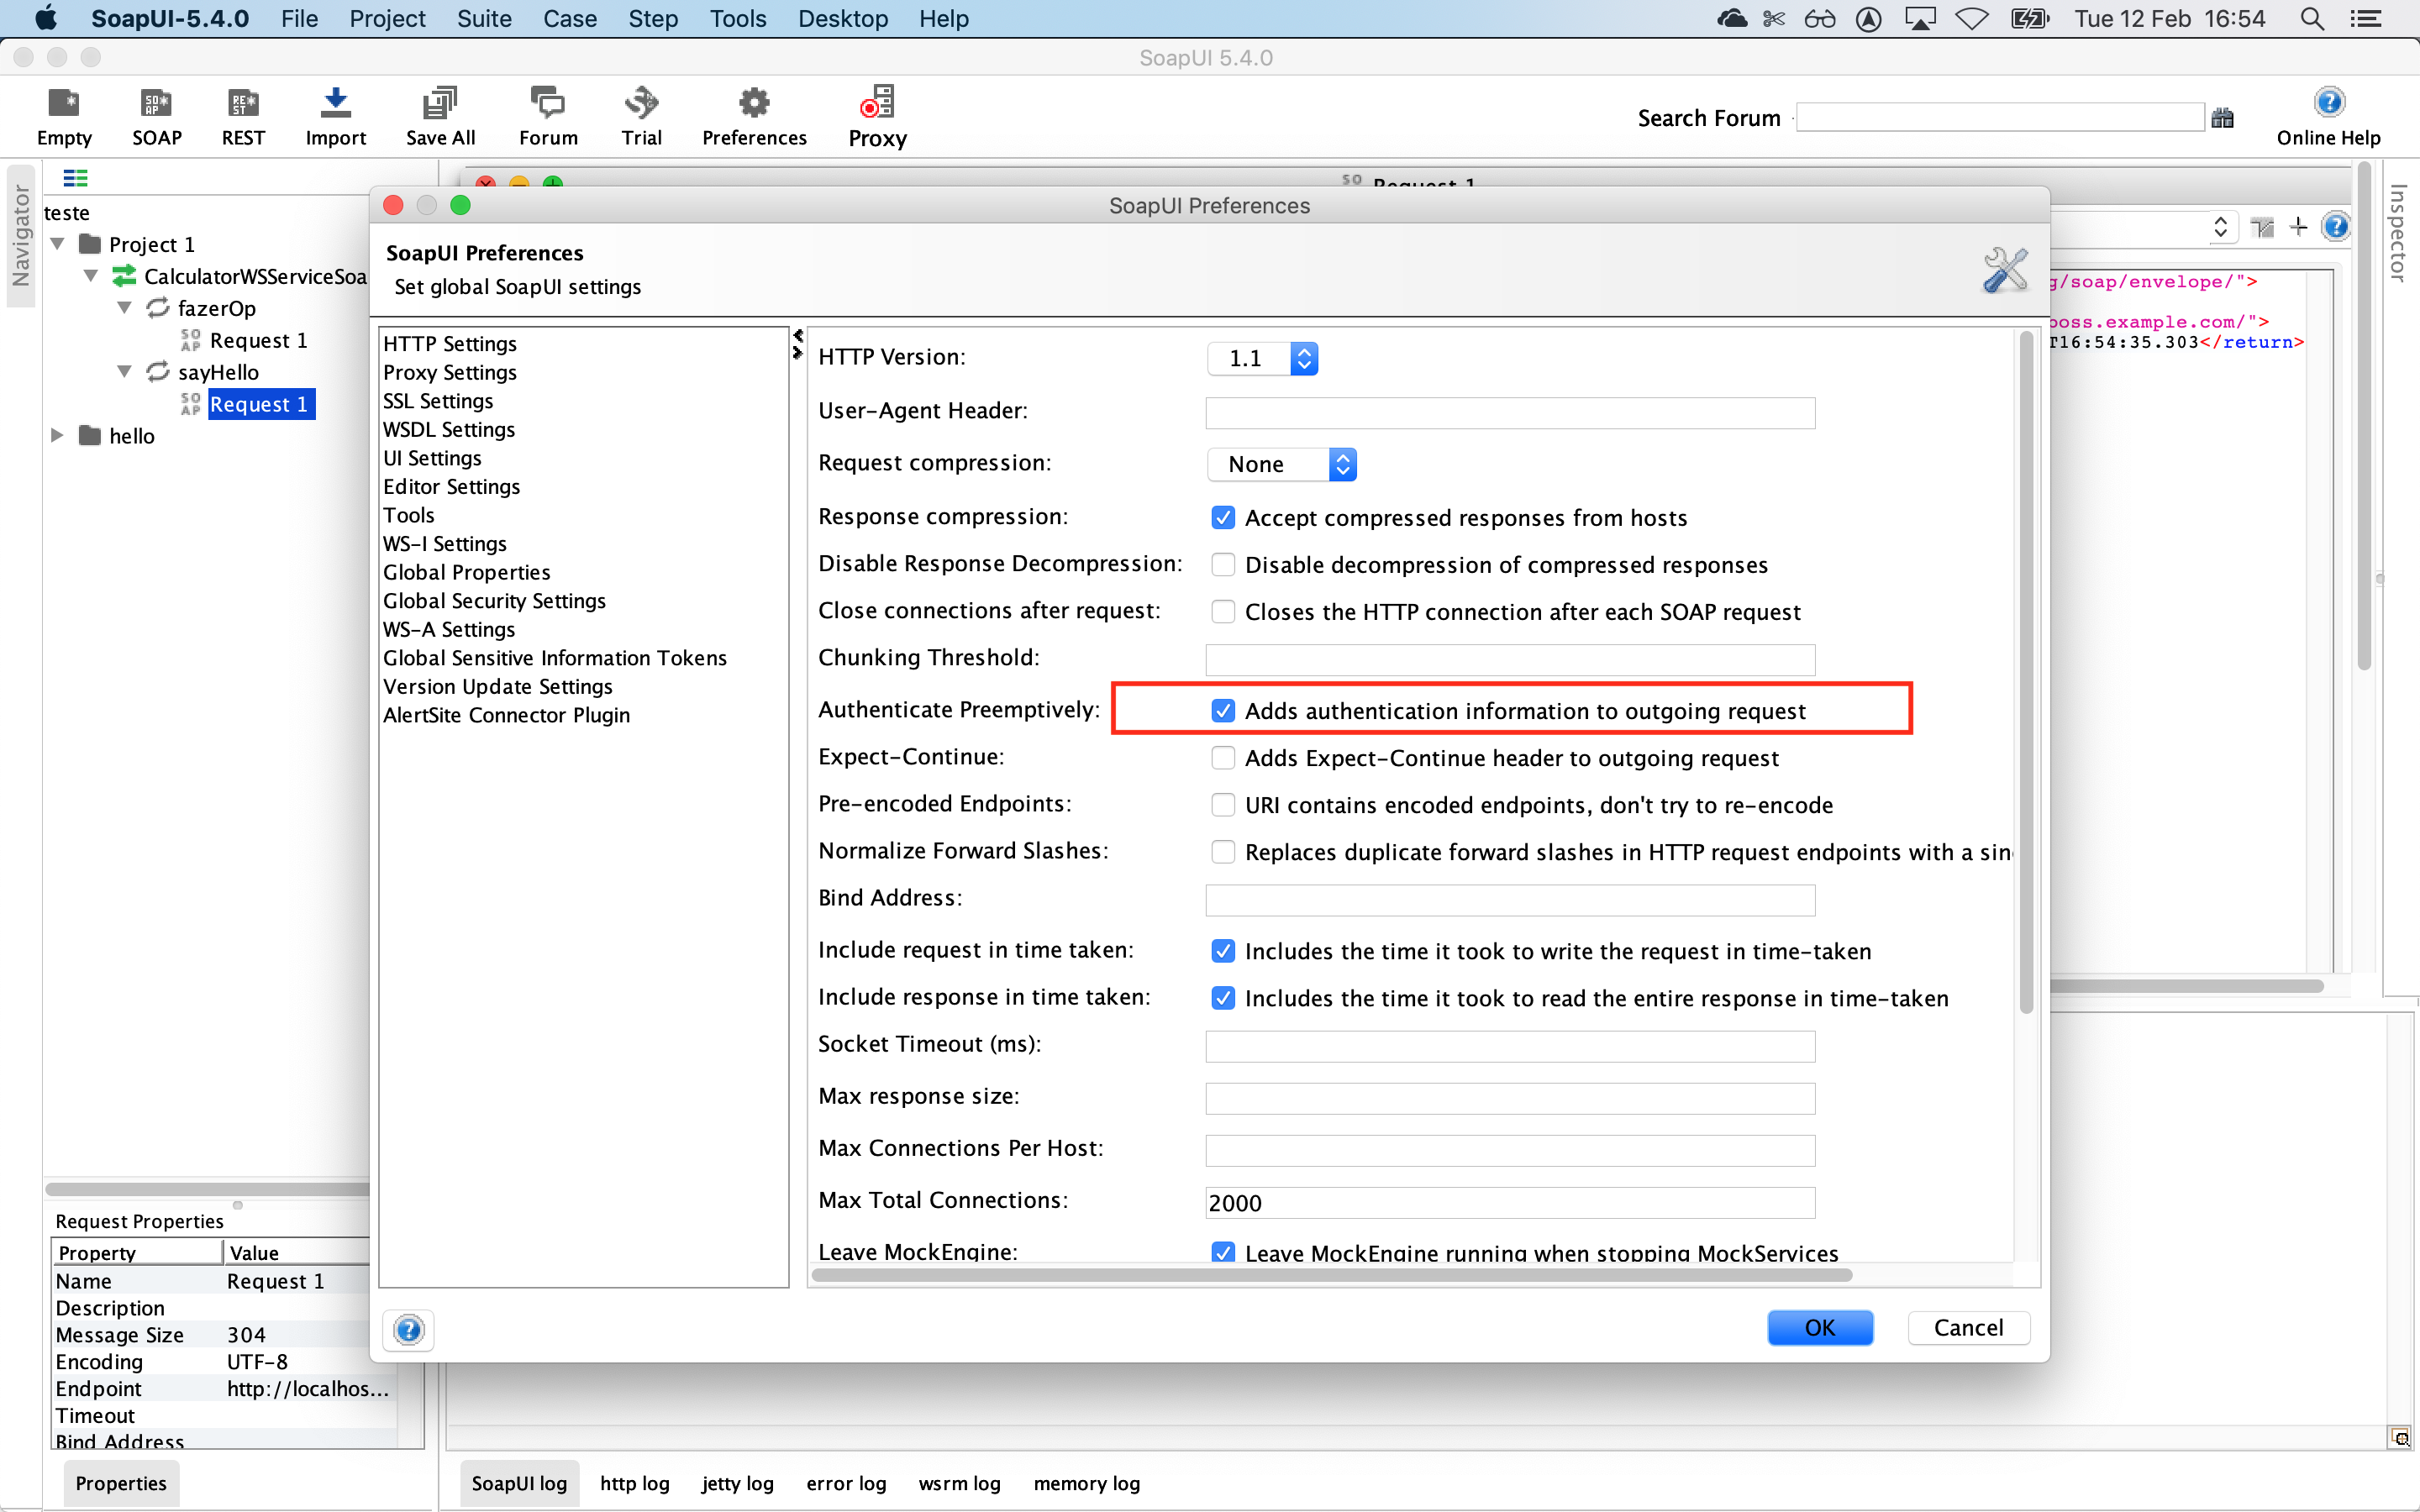 SoapUI-5.4.0 File Project Suite Case Step Tools Desktop Help Tue 12 Feb 16:54
SoapUI 5.4.0
Empty SOAP REST Import Save All Forum Trial Preferences Proxy
Search Forum
Online Help
Navigator
Inspector
teste
Project 1
CalculatorWSServiceSoa
fazerOp
Request 1
sayHello
Request 1
hello
Request 1
g/soap/envelope/">
boss.example.com/">
T16:54:35.303</return>
SoapUI Preferences
SoapUI Preferences
Set global SoapUI settings
HTTP Settings
Proxy Settings
SSL Settings
WSDL Settings
UI Settings
Editor Settings
Tools
WS-I Settings
Global Properties
Global Security Settings
WS-A Settings
Global Sensitive Information Tokens
Version Update Settings
AlertSite Connector Plugin
HTTP Version: 1.1
User-Agent Header:
Request compression: None
Response compression: Accept compressed responses from hosts
Disable Response Decompression: Disable decompression of compressed responses
Close connections after request: Closes the HTTP connection after each SOAP request
Chunking Threshold:
Authenticate Preemptively: Adds authentication information to outgoing request
Expect-Continue: Adds Expect-Continue header to outgoing request
Pre-encoded Endpoints: URI contains encoded endpoints, don't try to re-encode
Normalize Forward Slashes: Replaces duplicate forward slashes in HTTP request endpoints with a sin
Bind Address:
Include request in time taken: Includes the time it took to write the request in time-taken
Include response in time taken: Includes the time it took to read the entire response in time-taken
Socket Timeout (ms):
Max response size:
Max Connections Per Host:
Max Total Connections: 2000
Leave MockEngine: Leave MockEngine running when stopping MockServices
OK Cancel
Request Properties
Property Value
Name Request 1
Description
Message Size 304
Encoding UTF-8
Endpoint http://localhos...
Timeout
Bind Address
Properties
SoapUI log http log jetty log error log wsrm log memory log